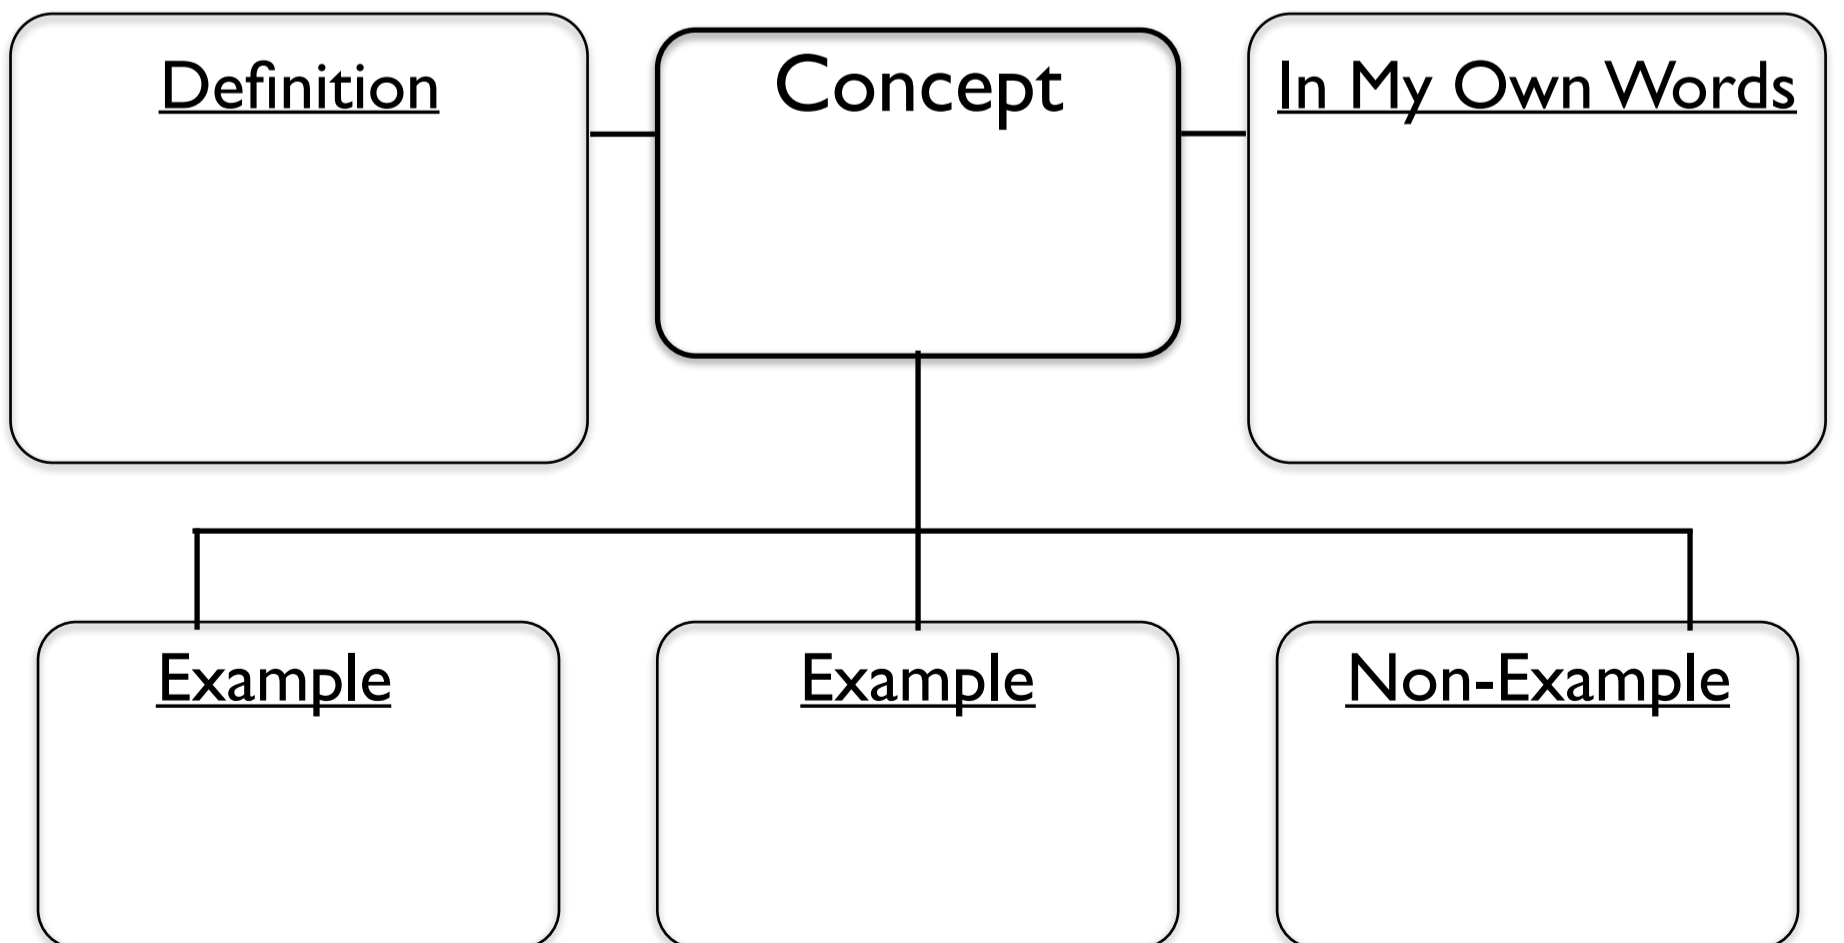 Definition
Concept
In My Own Words
Example
Example
Non-Example